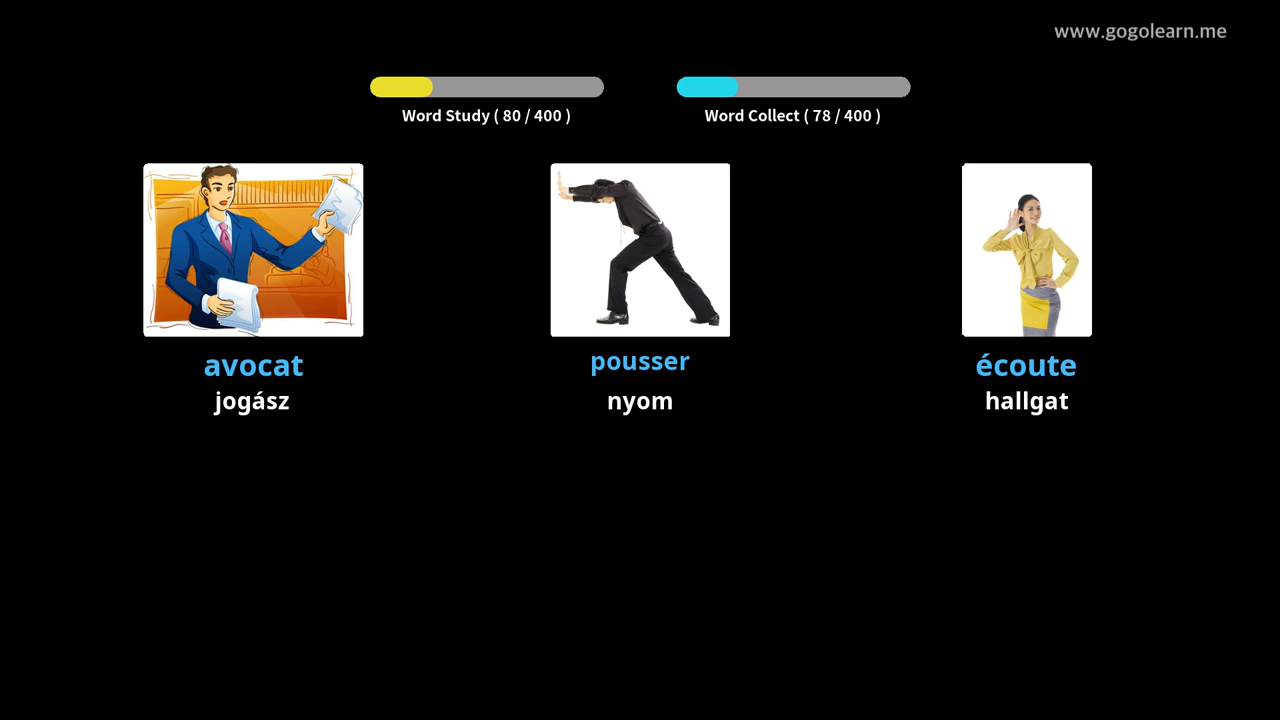 www.gogolearn.me
Word Study ( 80 / 400 )
Word Collect ( 78 / 400 )
avocat
jogász
pousser
nyom
écoute
hallgat